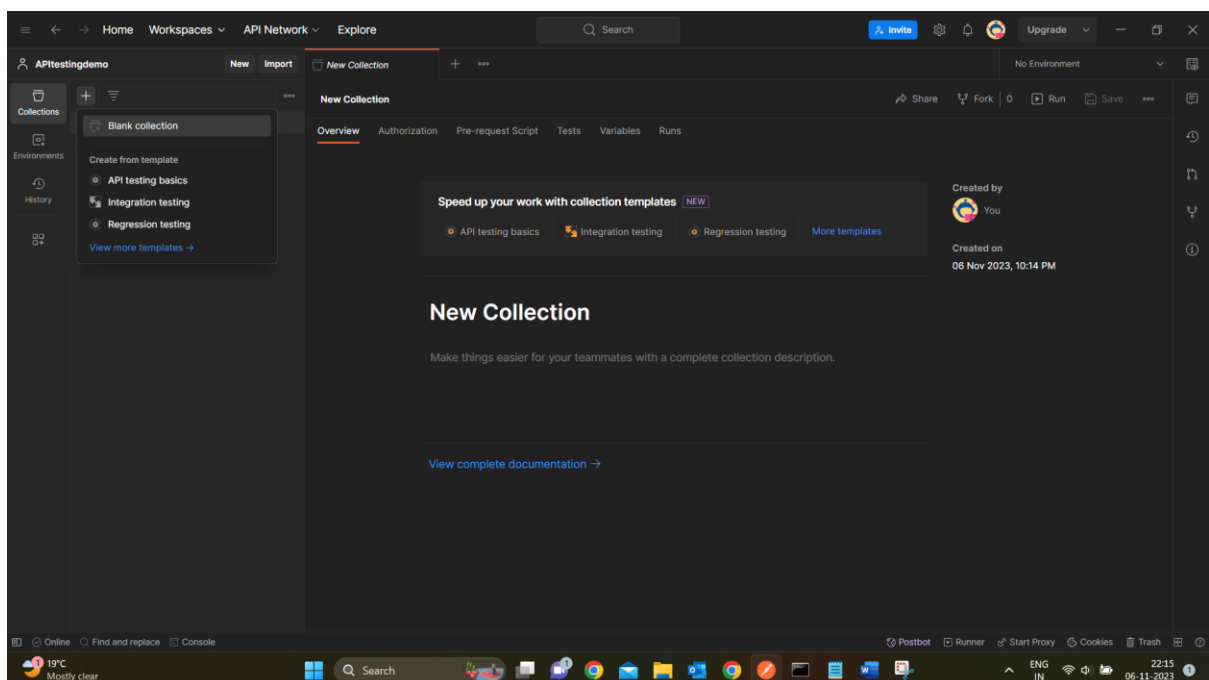 Home Workspaces API Network Explore Search Invite Upgrade
APItestingdemo New Import New Collection No Environment
Collections
Environments
History
Blank collection
Create from template
API testing basics
Integration testing
Regression testing
View more templates →
New Collection Share Fork 0 Run Save
Overview Authorization Pre-request Script Tests Variables Runs
Speed up your work with collection templates NEW
API testing basics Integration testing Regression testing More templates
Created by
You
Created on
06 Nov 2023, 10:14 PM
New Collection
Make things easier for your teammates with a complete collection description.
View complete documentation →
Online Find and replace Console Postbot Runner Start Proxy Cookies Trash
1 19°C
Mostly clear
Search
ENG
IN
22:15
06-11-2023
1